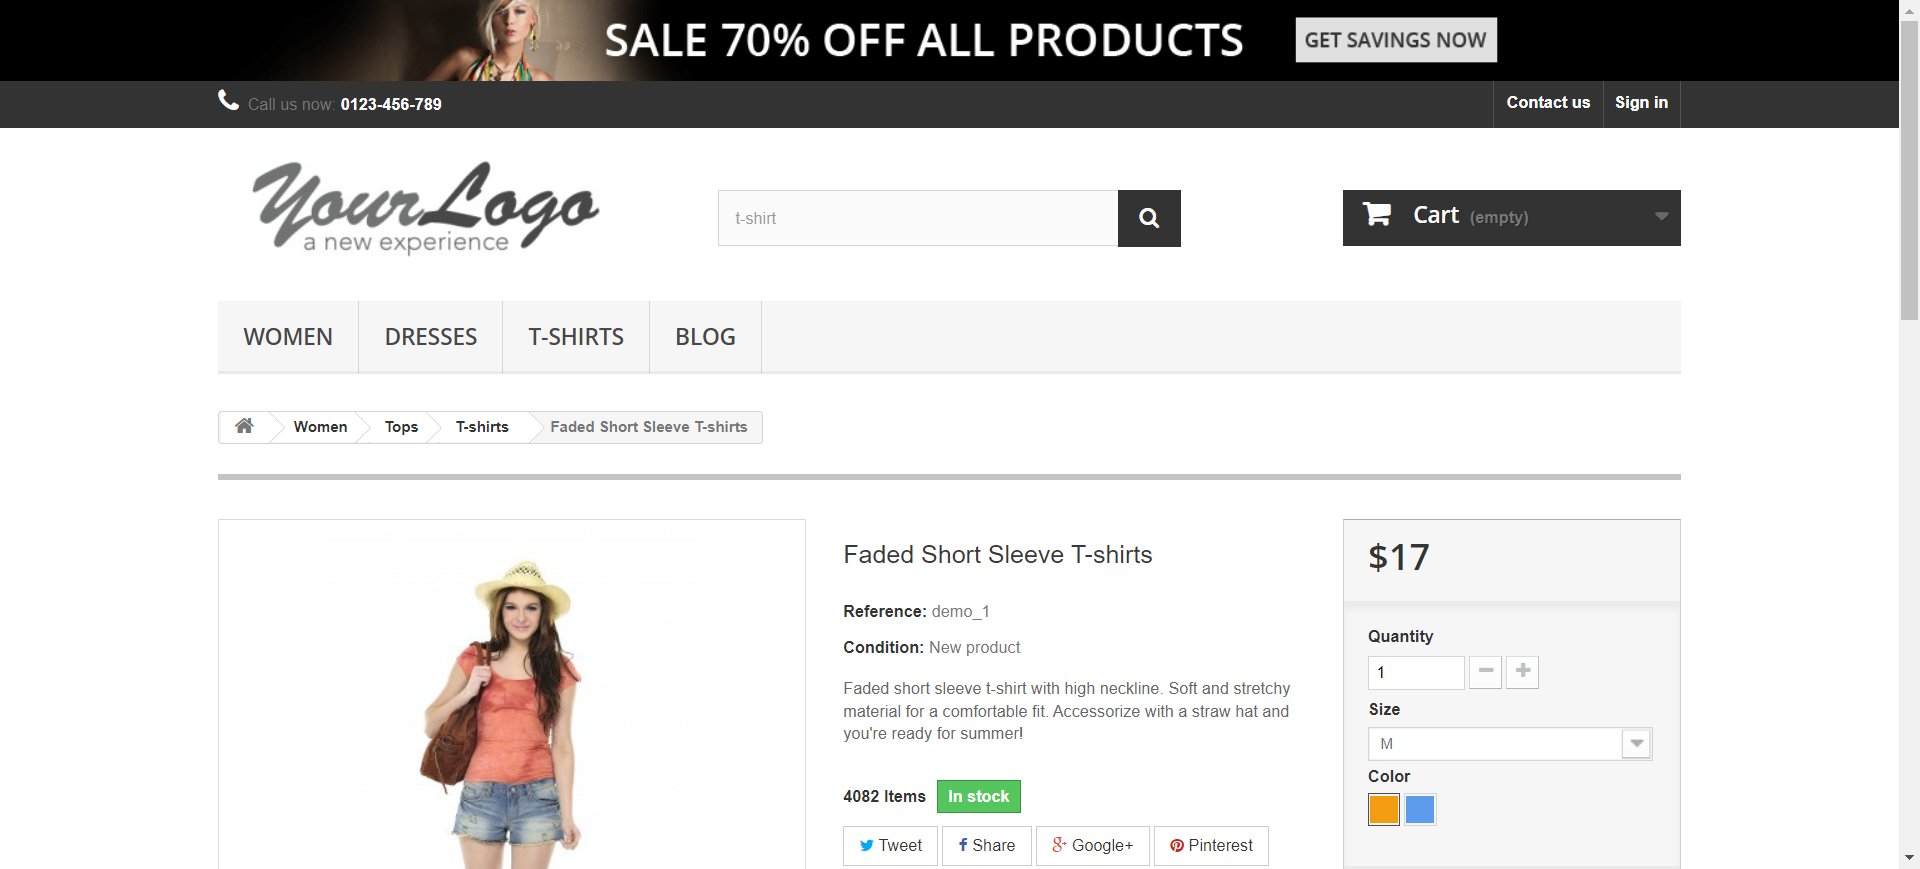 SALE 70% OFF ALL PRODUCTS GET SAVINGS NOW
Call us now: 0123-456-789
Contact us Sign in
YourLogo
a new experience
t-shirt
Cart (empty)
WOMEN DRESSES T-SHIRTS BLOG
Women Tops T-shirts Faded Short Sleeve T-shirts
Faded Short Sleeve T-shirts
Reference: demo_1
Condition: New product
Faded short sleeve t-shirt with high neckline. Soft and stretchy
material for a comfortable fit. Accessorize with a straw hat and
you're ready for summer!
4082 Items In stock
Tweet Share Google+ Pinterest
$17
Quantity
1
Size
M
Color